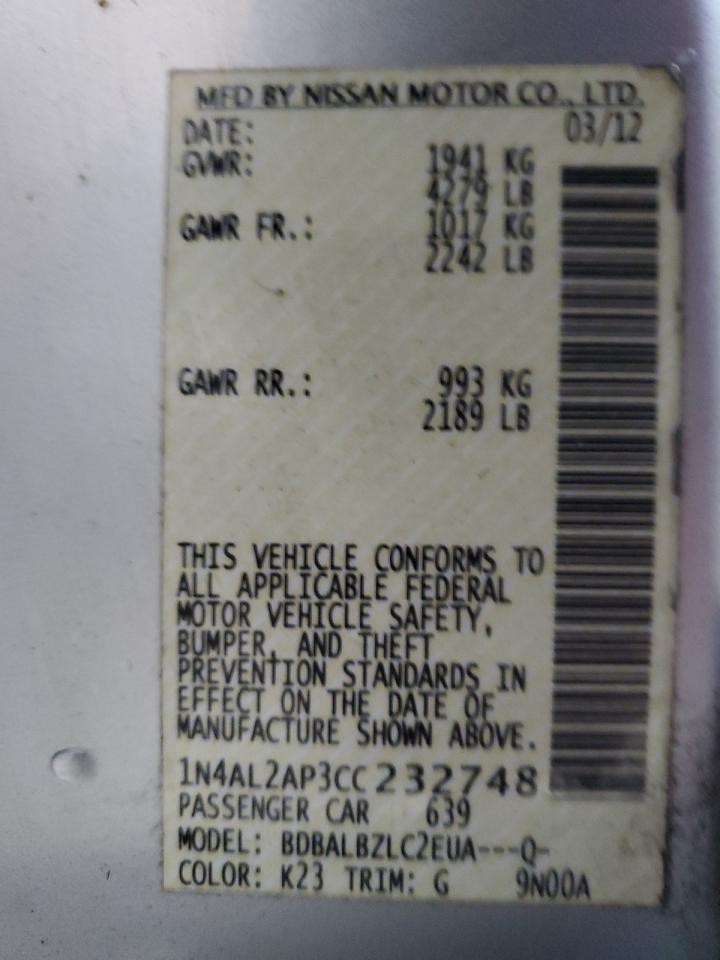 MFD BY NISSAN MOTOR CO., LTD.
DATE: 03/12
GVWR: 1941 KG
4279 LB
GAWR FR.: 1017 KG
2242 LB
GAWR RR.: 993 KG
2189 LB
THIS VEHICLE CONFORMS TO
ALL APPLICABLE FEDERAL
MOTOR VEHICLE SAFETY,
BUMPER, AND THEFT
PREVENTION STANDARDS IN
EFFECT ON THE DATE OF
MANUFACTURE SHOWN ABOVE.
1N4AL2AP3CC232748
PASSENGER CAR 639
MODEL: BDBALBZLC2EUA---Q-
COLOR: K23 TRIM: G 9N00A